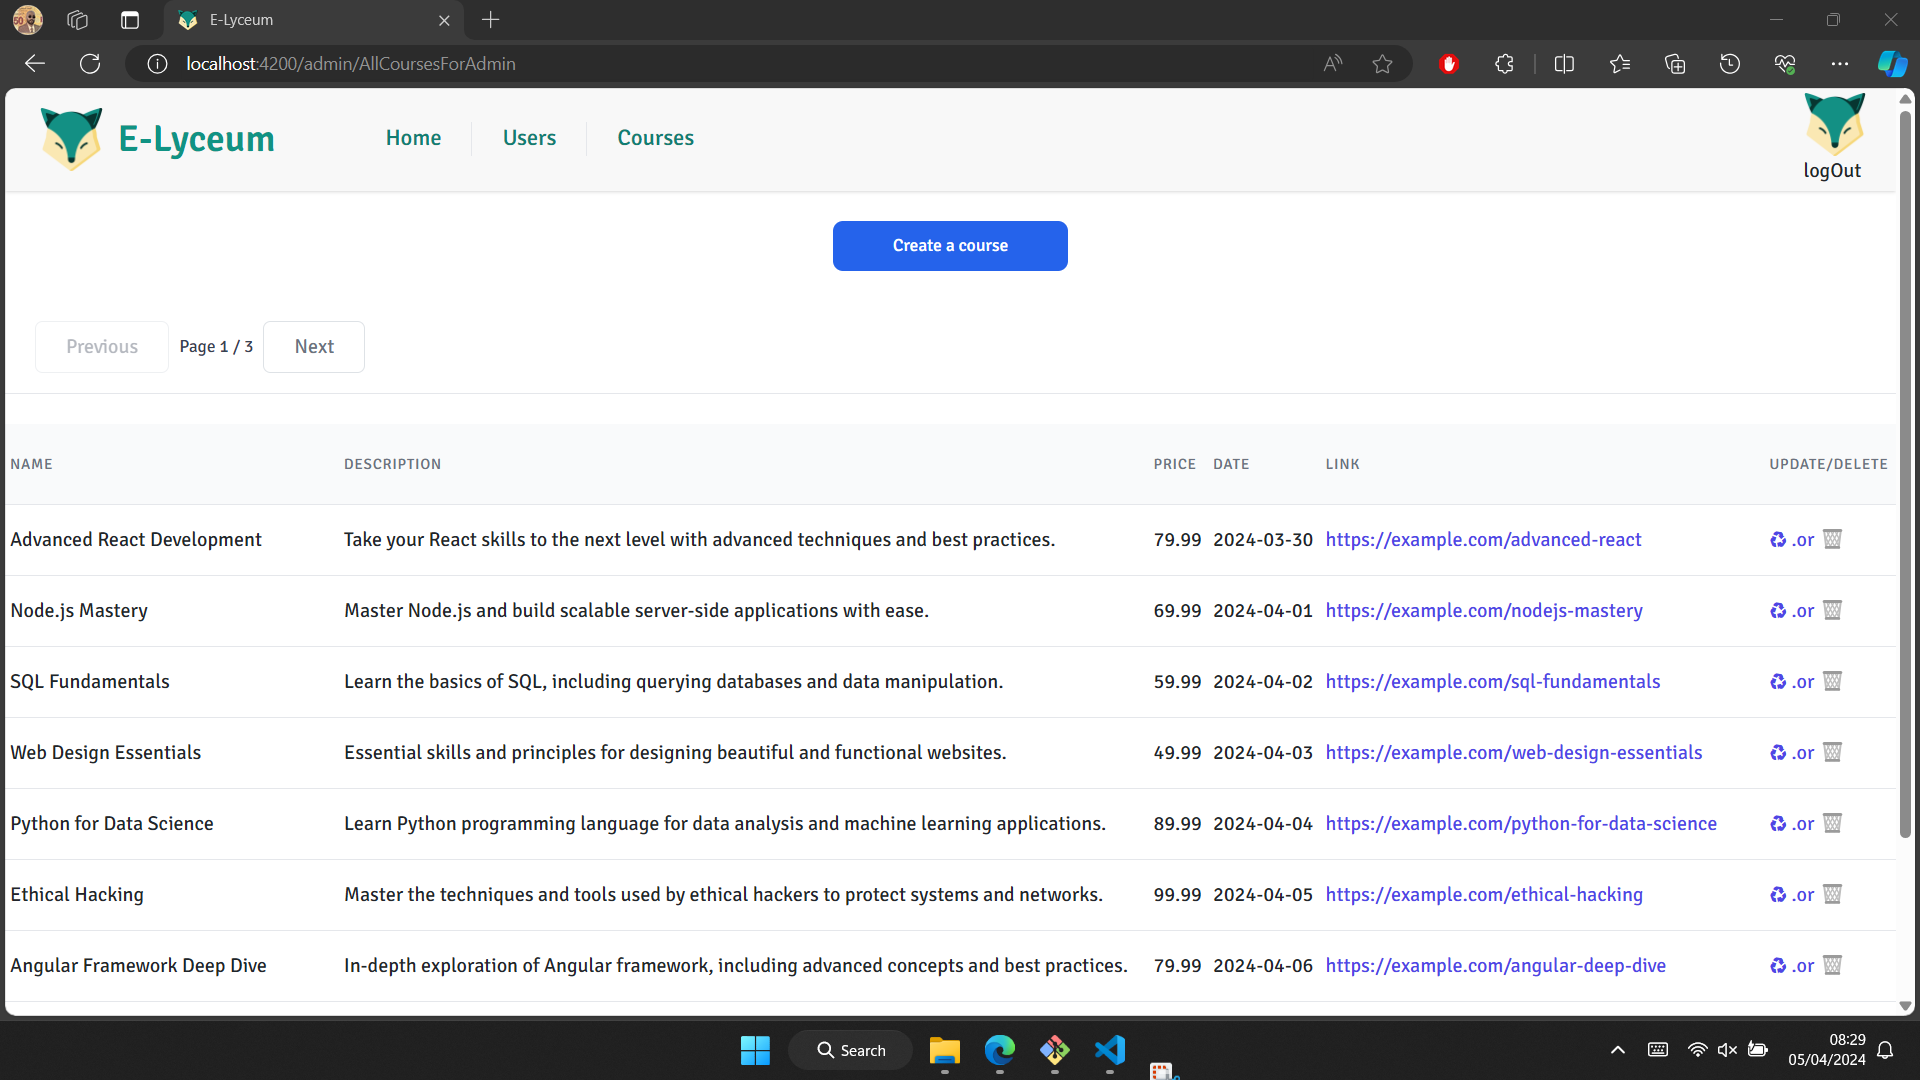 E-Lyceum
localhost:4200/admin/AllCoursesForAdmin
E-Lyceum Home Users Courses logOut
Create a course
Previous Page 1 / 3 Next
NAME DESCRIPTION PRICE DATE LINK UPDATE/DELETE
Advanced React Development Take your React skills to the next level with advanced techniques and best practices. 79.99 2024-03-30 https://example.com/advanced-react .or
Node.js Mastery Master Node.js and build scalable server-side applications with ease. 69.99 2024-04-01 https://example.com/nodejs-mastery .or
SQL Fundamentals Learn the basics of SQL, including querying databases and data manipulation. 59.99 2024-04-02 https://example.com/sql-fundamentals .or
Web Design Essentials Essential skills and principles for designing beautiful and functional websites. 49.99 2024-04-03 https://example.com/web-design-essentials .or
Python for Data Science Learn Python programming language for data analysis and machine learning applications. 89.99 2024-04-04 https://example.com/python-for-data-science .or
Ethical Hacking Master the techniques and tools used by ethical hackers to protect systems and networks. 99.99 2024-04-05 https://example.com/ethical-hacking .or
Angular Framework Deep Dive In-depth exploration of Angular framework, including advanced concepts and best practices. 79.99 2024-04-06 https://example.com/angular-deep-dive .or
Search
08:29
05/04/2024